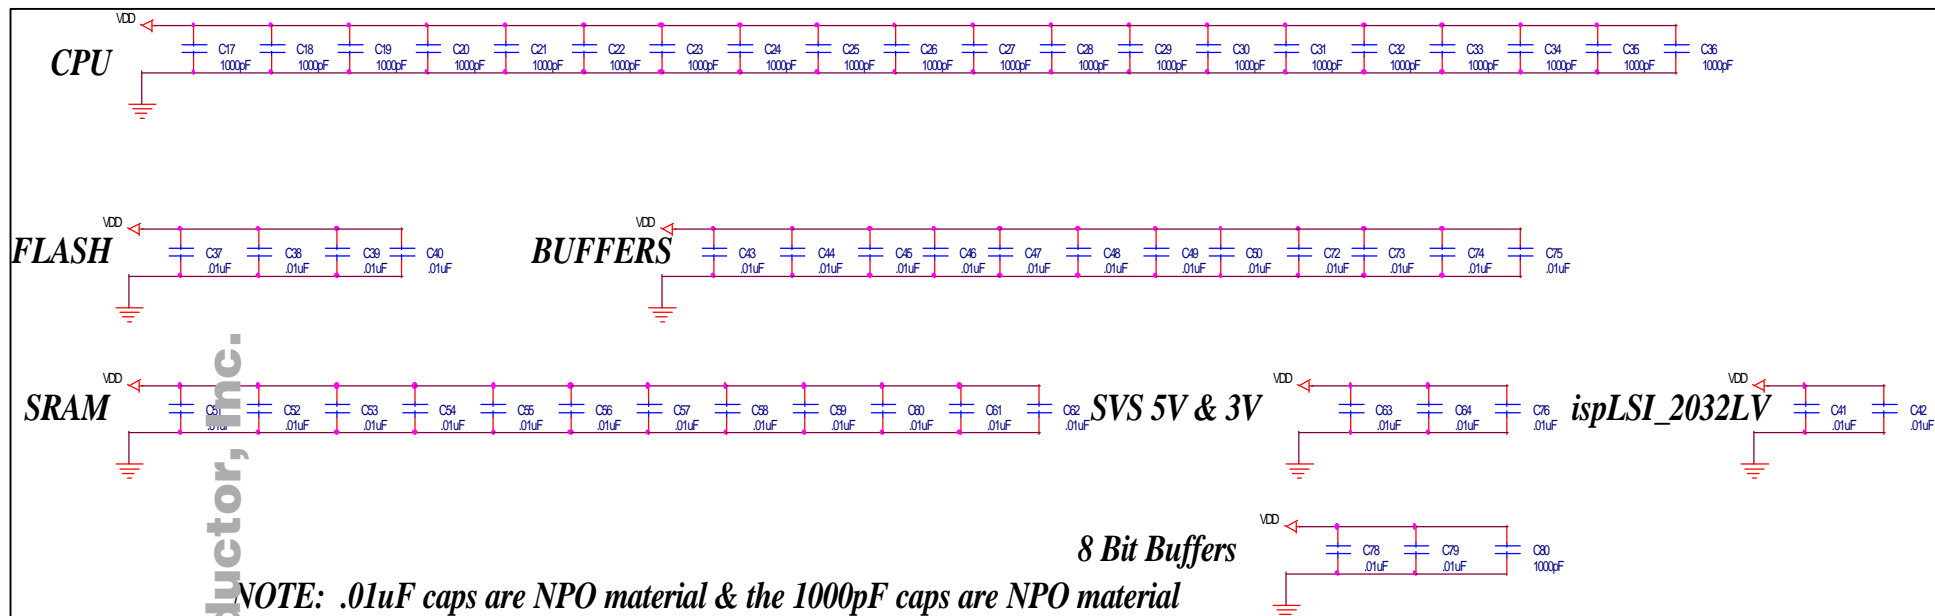 VDD
CPU
C17 C18 C19 C20 C21 C22 C23 C24 C25 C26 C27 C28 C29 C30 C31 C32 C33 C34 C35 C36
1000pF 1000pF 1000pF 1000pF 1000pF 1000pF 1000pF 1000pF 1000pF 1000pF 1000pF 1000pF 1000pF 1000pF 1000pF 1000pF 1000pF 1000pF 1000pF 1000pF
VDD
FLASH
C37 C38 C39 C40
.01uF .01uF .01uF .01uF
VDD
BUFFERS
C43 C44 C45 C46 C47 C48 C49 C50 C72 C73 C74 C75
.01uF .01uF .01uF .01uF .01uF .01uF .01uF .01uF .01uF .01uF .01uF .01uF
VDD
SRAM
C51 C52 C53 C54 C55 C56 C57 C58 C59 C60 C61 C62
.01uF .01uF .01uF .01uF .01uF .01uF .01uF .01uF .01uF .01uF .01uF .01uF
VDD
SVS 5V & 3V
C63 C64 C76
.01uF .01uF .01uF
VDD
ispLSI_2032LV
C41 C42
.01uF .01uF
VDD
8 Bit Buffers
C78 C79 C80
.01uF .01uF 1000pF
NOTE: .01uF caps are NPO material & the 1000pF caps are NPO material
ductor, Inc.